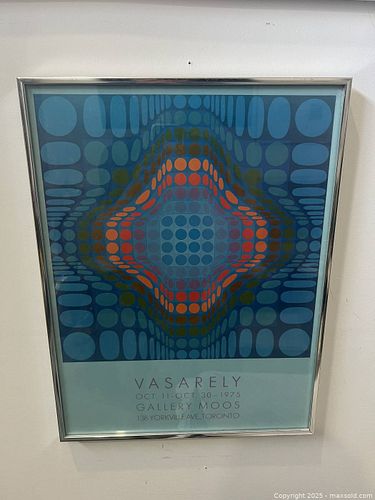 VASARELY
OCT. 11-OCT. 30-1975
GALLERY MOOS
138 YORKVILLE AVE., TORONTO
Copyright 2025 - maxsold.com